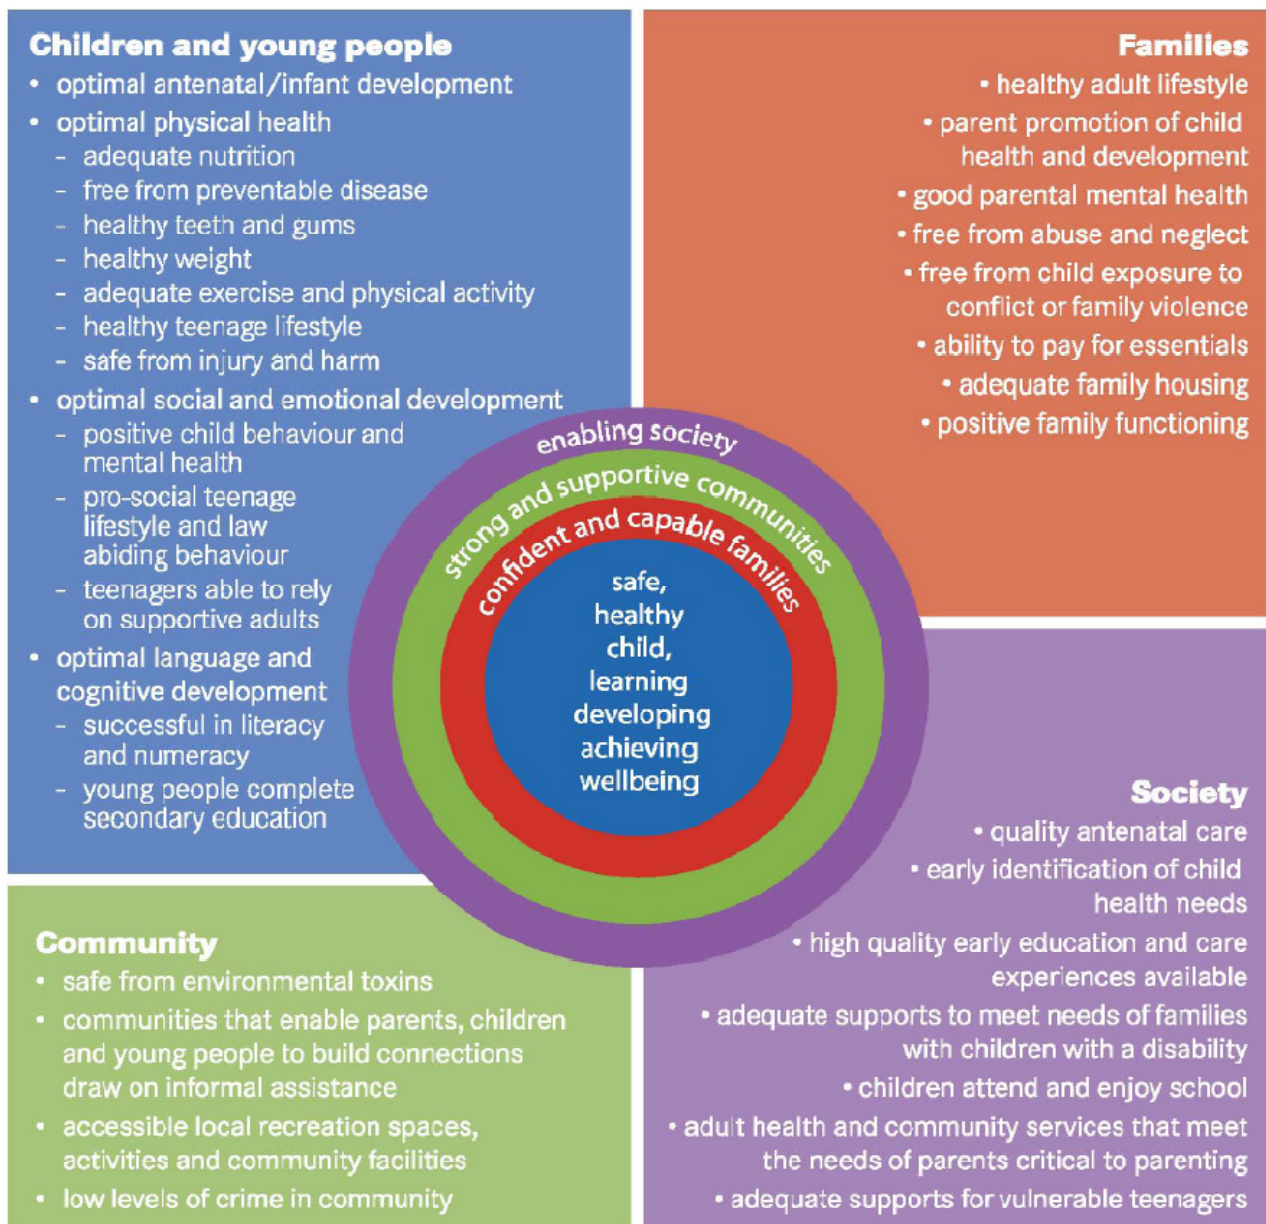 Children and young people
• optimal antenatal/infant development
• optimal physical health
- adequate nutrition
- free from preventable disease
- healthy teeth and gums
- healthy weight
- adequate exercise and physical activity
- healthy teenage lifestyle
- safe from injury and harm
• optimal social and emotional development
- positive child behaviour and
mental health
- pro-social teenage
lifestyle and law
abiding behaviour
- teenagers able to rely
on supportive adults
• optimal language and
cognitive development
- successful in literacy
and numeracy
- young people complete
secondary education
Families
• healthy adult lifestyle
• parent promotion of child
health and development
• good parental mental health
• free from abuse and neglect
• free from child exposure to
conflict or family violence
• ability to pay for essentials
• adequate family housing
• positive family functioning
enabling society
strong and supportive communities
confident and capable families
safe,
healthy
child,
learning
developing
achieving
wellbeing
Community
• safe from environmental toxins
• communities that enable parents, children
and young people to build connections
draw on informal assistance
• accessible local recreation spaces,
activities and community facilities
• low levels of crime in community
Society
• quality antenatal care
• early identification of child
health needs
• high quality early education and care
experiences available
• adequate supports to meet needs of families
with children with a disability
• children attend and enjoy school
• adult health and community services that meet
the needs of parents critical to parenting
• adequate supports for vulnerable teenagers